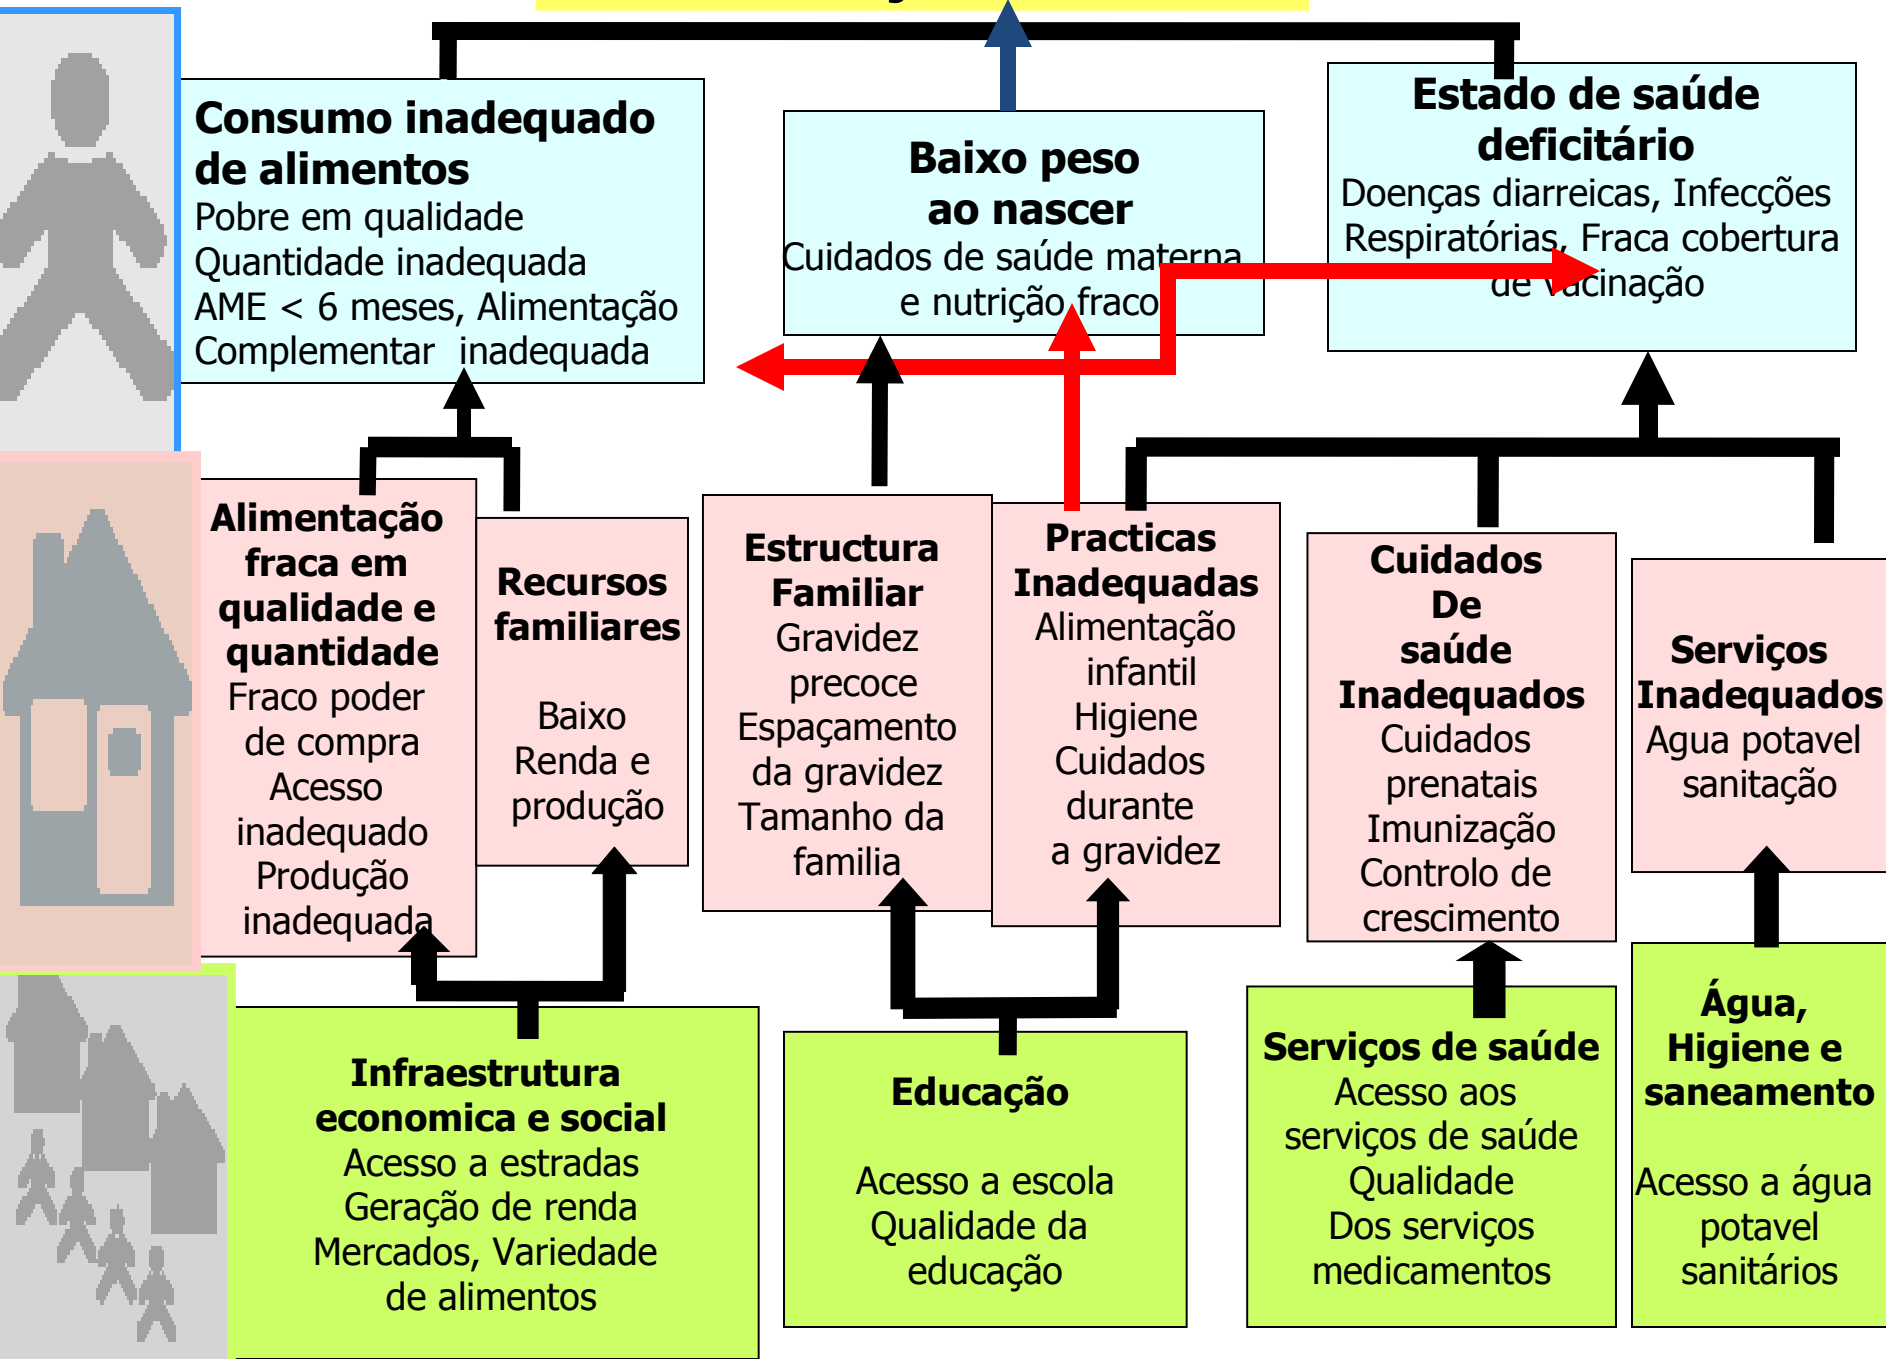 Consumo inadequado
de alimentos
Pobre em qualidade
Quantidade inadequada
AME < 6 meses, Alimentação
Complementar inadequada
Baixo peso
ao nascer
Cuidados de saúde materna
e nutrição fraco
Estado de saúde
deficitário
Doenças diarreicas, Infecções
Respiratórias, Fraca cobertura
de vacinação
Alimentação
fraca em
qualidade e
quantidade
Fraco poder
de compra
Acesso
inadequado
Produção
inadequada
Recursos
familiares
Baixo
Renda e
produção
Estructura
Familiar
Gravidez
precoce
Espaçamento
da gravidez
Tamanho da
familia
Practicas
Inadequadas
Alimentação
infantil
Higiene
Cuidados
durante
a gravidez
Cuidados
De
saúde
Inadequados
Cuidados
prenatais
Imunização
Controlo de
crescimento
Serviços
Inadequados
Agua potavel
sanitação
Infraestrutura
economica e social
Acesso a estradas
Geração de renda
Mercados, Variedade
de alimentos
Educação
Acesso a escola
Qualidade da
educação
Serviços de saúde
Acesso aos
serviços de saúde
Qualidade
Dos serviços
medicamentos
Água,
Higiene e
saneamento
Acesso a água
potavel
sanitários